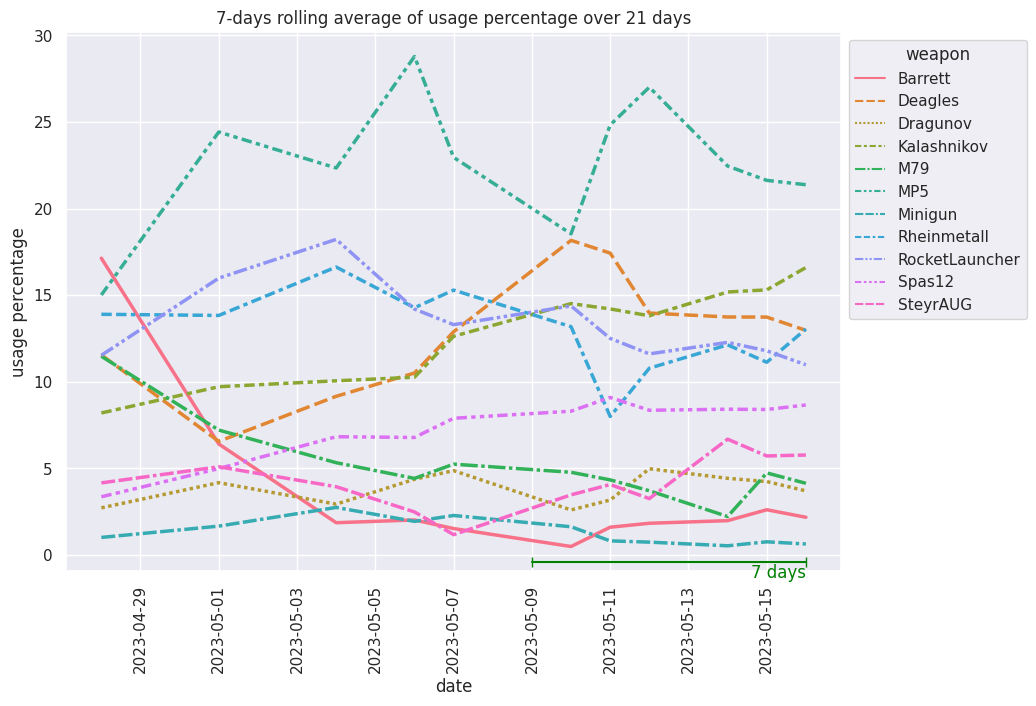 7-days rolling average of usage percentage over 21 days
30
25
20
15
10
5
0
usage percentage
2023-04-29
2023-05-01
2023-05-03
2023-05-05
2023-05-07
2023-05-09
2023-05-11
2023-05-13
2023-05-15
date
7 days
weapon
Barrett
Deagles
Dragunov
Kalashnikov
M79
MP5
Minigun
Rheinmetall
RocketLauncher
Spas12
SteyrAUG